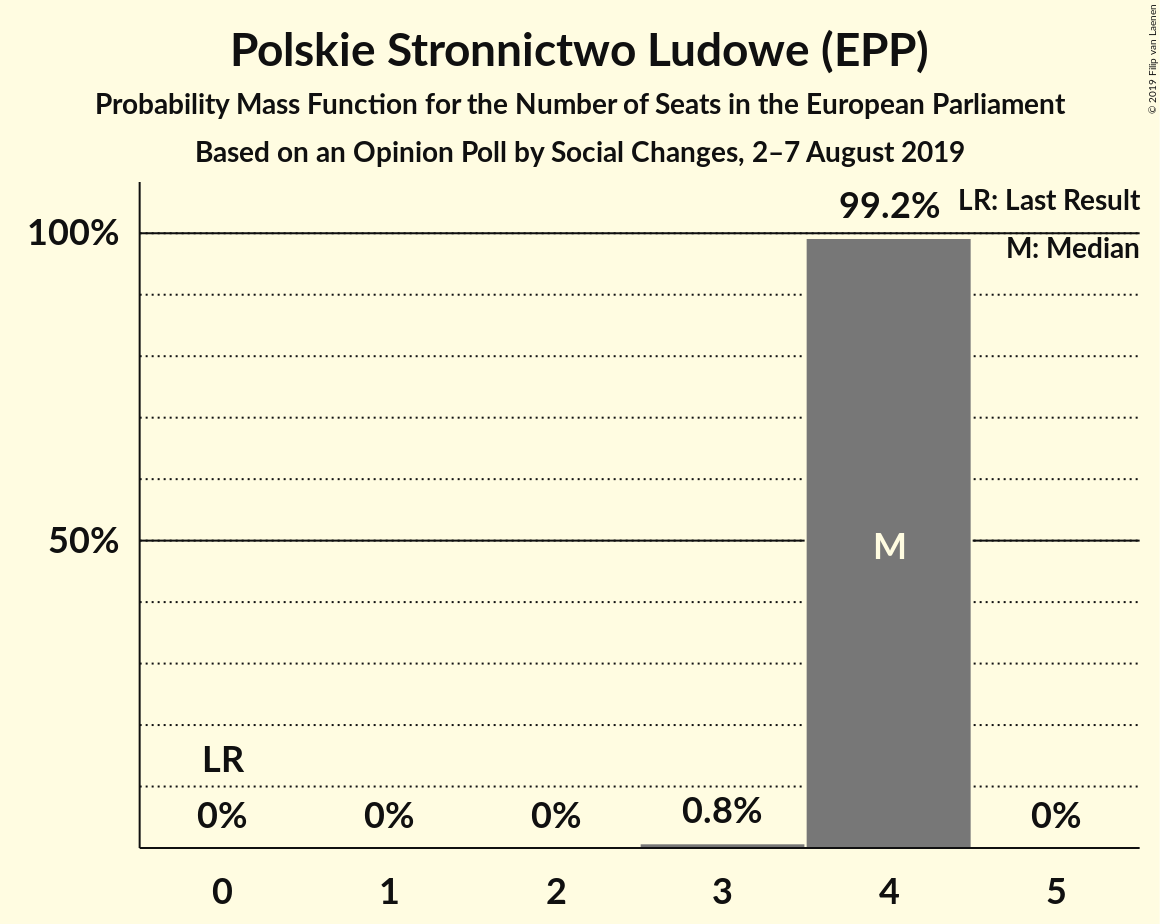 Polskie Stronnictwo Ludowe (EPP)
Probability Mass Function for the Number of Seats in the European Parliament
Based on an Opinion Poll by Social Changes, 2–7 August 2019
© 2019 Filip van Laenen
99.2%
LR: Last Result
M: Median
100%
50%
M
LR
0%
0%
0%
0.8%
0%
0
1
2
3
4
5